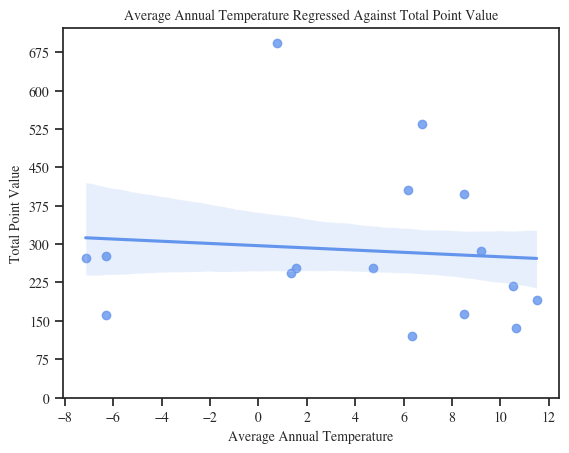 Average Annual Temperature Regressed Against Total Point Value
675
600
525
450
375
300
225
150
75
0
Total Point Value
−8 −6 −4 −2 0 2 4 6 8 10 12
Average Annual Temperature